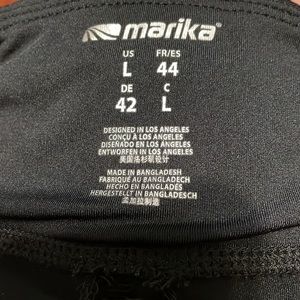 marika®
US FR/ES
L 44
DE C
42 L
DESIGNED IN LOS ANGELES
CONÇU À LOS ANGELES
DISEÑADO EN LOS ÁNGELES
ENTWORFEN IN LOS ANGELES
美国洛杉矶设计
MADE IN BANGLADESH
FABRIQUÉ AU BANGLADECH
HECHO EN BANGLADÉS
HERGESTELLT IN BANGLADESCH
孟加拉制造